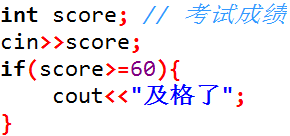 int score; // 考试成绩
cin>>score;
if(score>=60){
    cout<<"及格了";
}